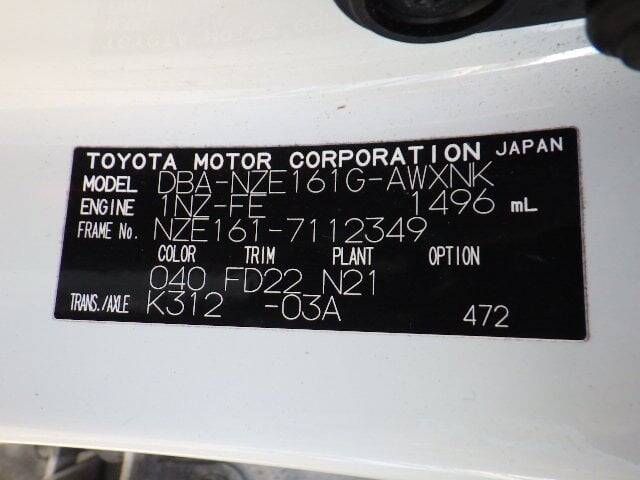 TOYOTA MOTOR CORPORATION JAPAN
MODEL DBA-NZE161G-AWXNK
ENGINE 1NZ-FE 1496 mL
FRAME No. NZE161-7112349
COLOR TRIM PLANT OPTION
040 FD22 N21
TRANS./AXLE K312 -03A 472